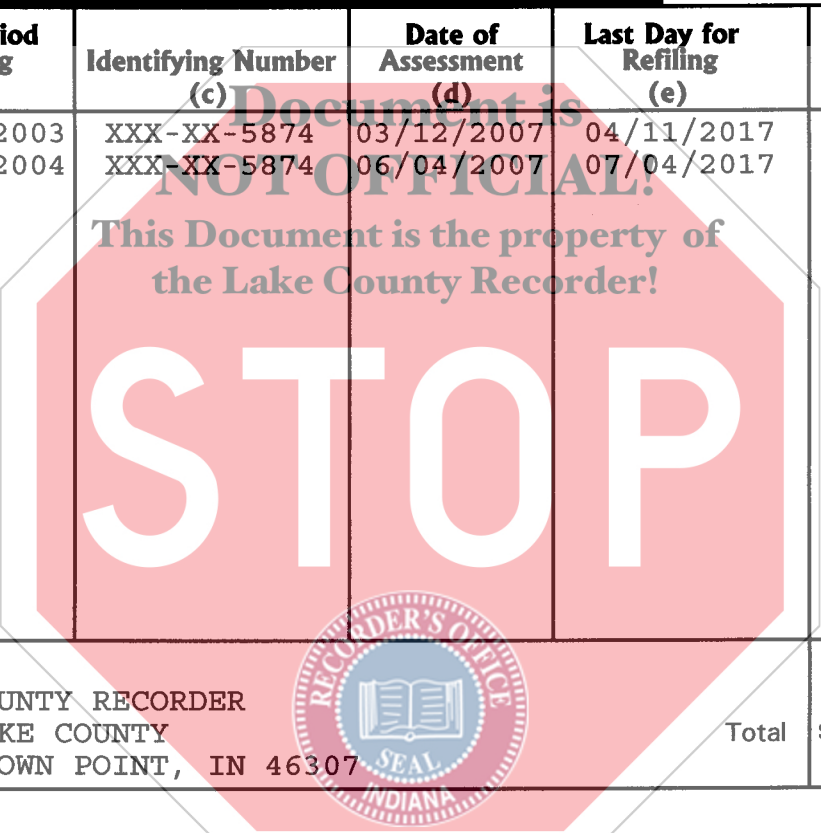 iod Identifying Number Date of Last Day for
g (c) Assessment Refiling
(d) (e)
2003 XXX-XX-5874 03/12/2007 04/11/2017
2004 XXX-XX-5874 06/04/2007 07/04/2017
Document is
NOT OFFICIAL!
This Document is the property of
the Lake County Recorder!
STOP
RECORDER'S OFFICE
SEAL
INDIANA
UNTY RECORDER
KE COUNTY Total
OWN POINT, IN 46307